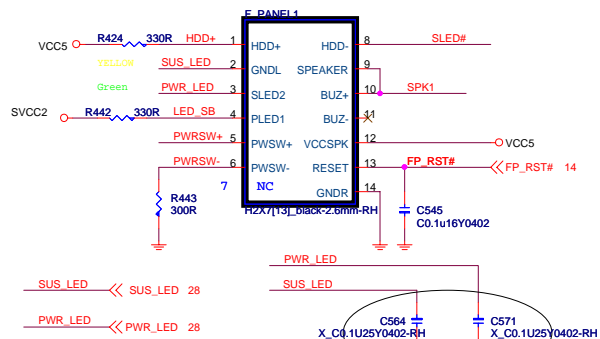 F_PANEL1
R424 330R HDD+ 1 HDD+ HDD- 8 SLED#
VCC5
YELLOW SUS_LED 2 GNDL SPEAKER 9
Green PWR_LED 3 SLED2 BUZ+ 10 SPK1
SVCC2 R442 330R LED_SB 4 PLED1 BUZ- 11
PWRSW+ 5 PWSW+ VCCSPK 12 VCC5
PWRSW- 6 PWSW- RESET 13 FP_RST# FP_RST# 14
7 NC GNDR 14
R443
300R
H2X7[13]_black-2.6mm-RH
C545
C0.1u16Y0402
PWR_LED
SUS_LED SUS_LED 28
SUS_LED
PWR_LED PWR_LED 28
C564 C571
X_C0.1U25Y0402-RH X_C0.1U25Y0402-RH